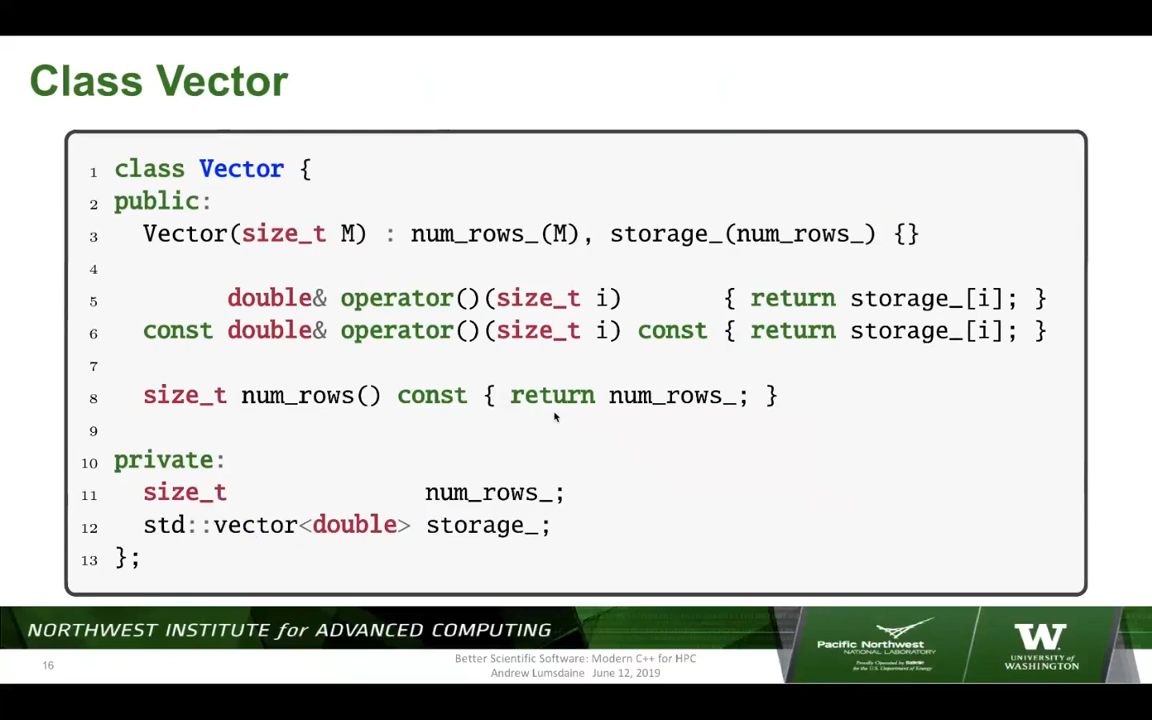 Class Vector
1 class Vector {
2 public:
3   Vector(size_t M) : num_rows_(M), storage_(num_rows_) {}
4
5         double& operator()(size_t i)       { return storage_[i]; }
6   const double& operator()(size_t i) const { return storage_[i]; }
7
8   size_t num_rows() const { return num_rows_; }
9
10 private:
11   size_t              num_rows_;
12   std::vector<double> storage_;
13 };
NORTHWEST INSTITUTE for ADVANCED COMPUTING
Pacific Northwest
NATIONAL LABORATORY
W
UNIVERSITY of
WASHINGTON
16
Better Scientific Software: Modern C++ for HPC
Andrew Lumsdaine June 12, 2019